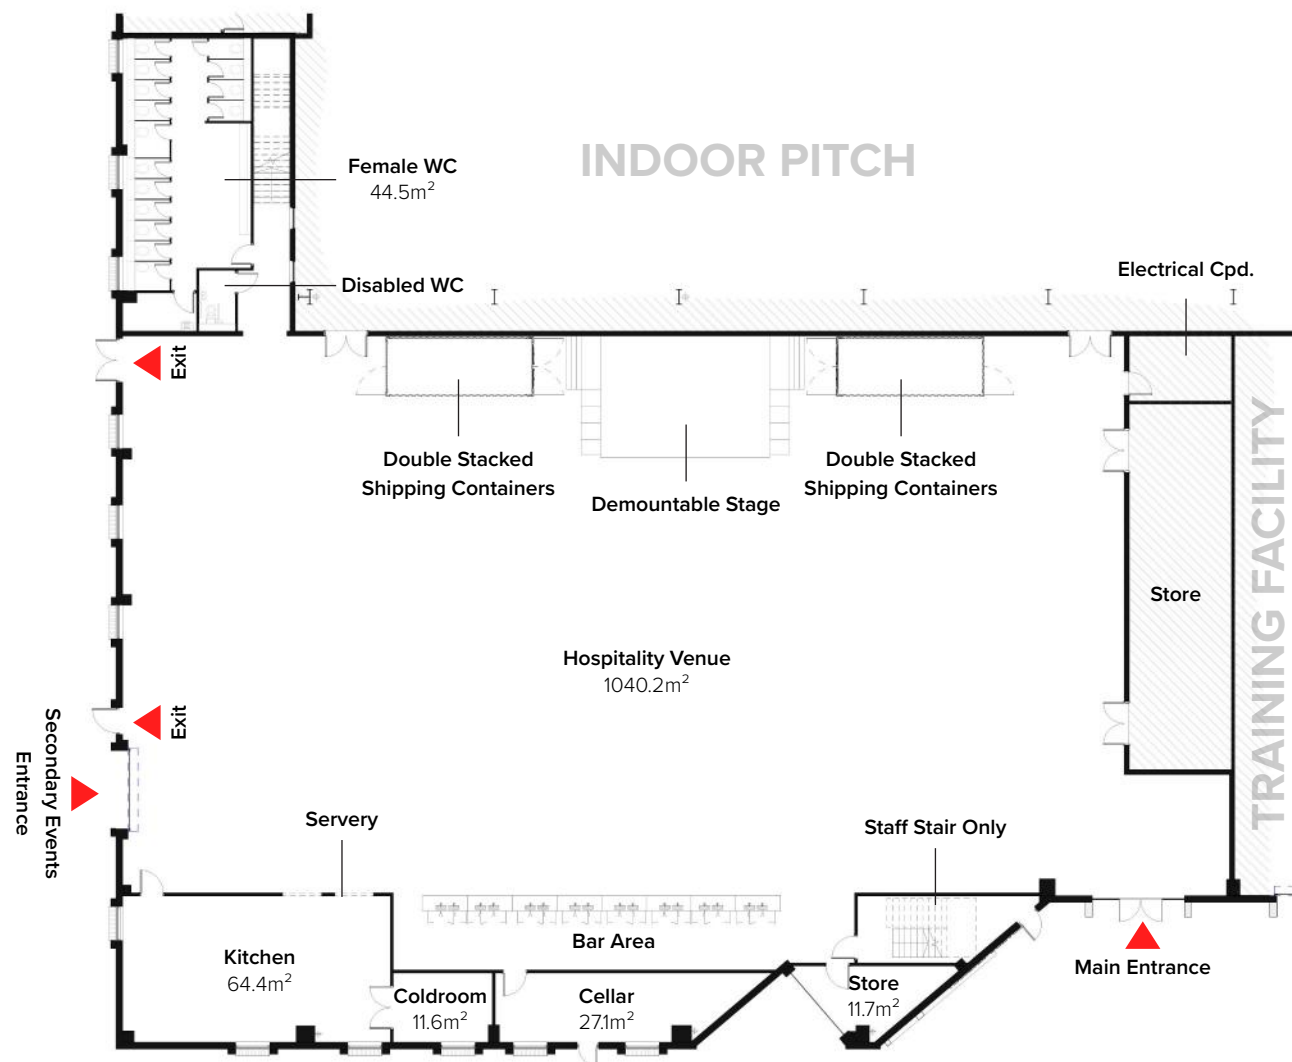 INDOOR PITCH
Female WC
44.5m²
Disabled WC
Electrical Cpd.
Exit
Double Stacked
Shipping Containers
Demountable Stage
Double Stacked
Shipping Containers
TRAINING FACILITY
Store
Hospitality Venue
1040.2m²
Exit
Secondary Events
Entrance
Servery
Staff Stair Only
Bar Area
Kitchen
64.4m²
Coldroom
11.6m²
Cellar
27.1m²
Store
11.7m²
Main Entrance